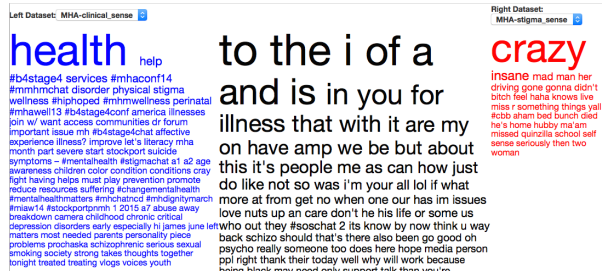 Left Dataset: MHA-clinical_sense
health help
#b4stage4 services #mhaconf14
#mmhmchat disorder physical stigma
wellness #hiphoped #mhmwellness perinatal
#mhawell13 #b4stage4conf america illnesses
join w/ want access communities dr forum
important issue mh #b4stage4chat affective
experience illness? improve let's literacy mha
month part severe start stockport suicide
symptoms – #mentalhealth #stigmachat a1 a2 age
awareness children color condition conditions cray
fight having helps must play prevention promote
reduce resources suffering #changementalhealth
#mentalhealthmatters #mhchatncd #mhdignitymarch
#miaw14 #stockportpnmh 1 2015 a7 abuse away
breakdown camera childhood chronic critical
depression disorders early especially hi james june left
matters most needed parents personality piece
problems prochaska schizophrenic serious sexual
smoking society strong takes thoughts together
tonight treated treating vlogs voices youth
to the i of a
and is in you for
illness that with it are my
on have amp we be but about
this it's people me as can how just
do like not so was i'm your all lol if what
more at from get no when one our has im issues
love nuts up an care don't he his life or some us
who out they #soschat 2 its know by now think u way
back schizo should that's there also been go good oh
psycho really someone too does here hope media person
ppl right thank their today well why will work because
being black may need only support talk than you're
Right Dataset:
MHA-stigma_sense
crazy
insane mad man her
driving gone gonna didn't
bitch feel haha knows live
miss r something things yall
#cbb aham bed bunch died
he's home hubby ma'am
missed quinzilla school self
sense seriously then two
woman